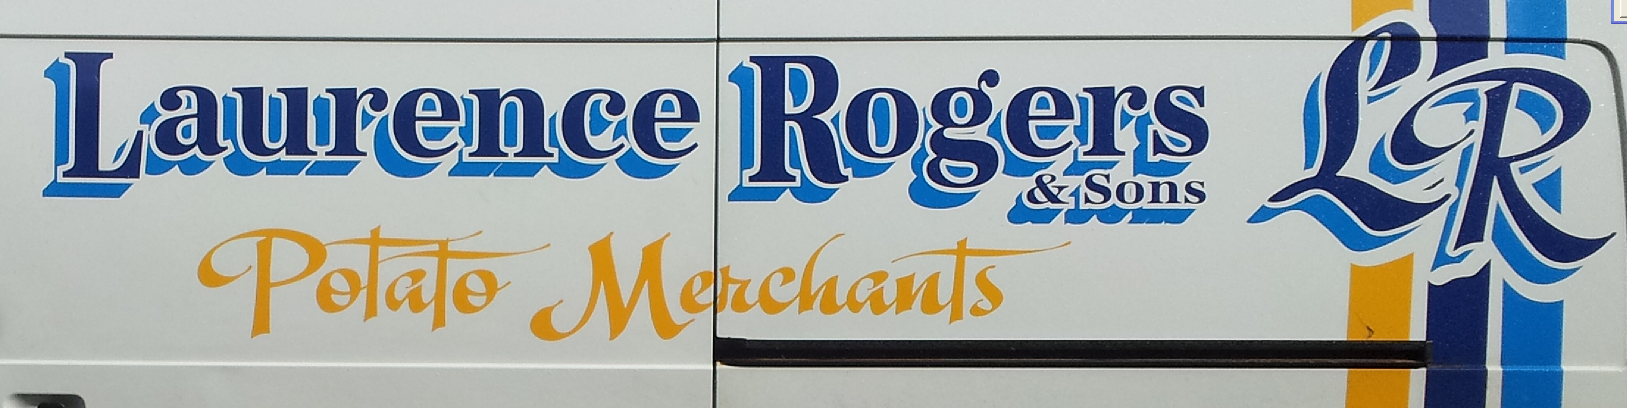 Laurence Rogers
& Sons
Potato Merchants
LR